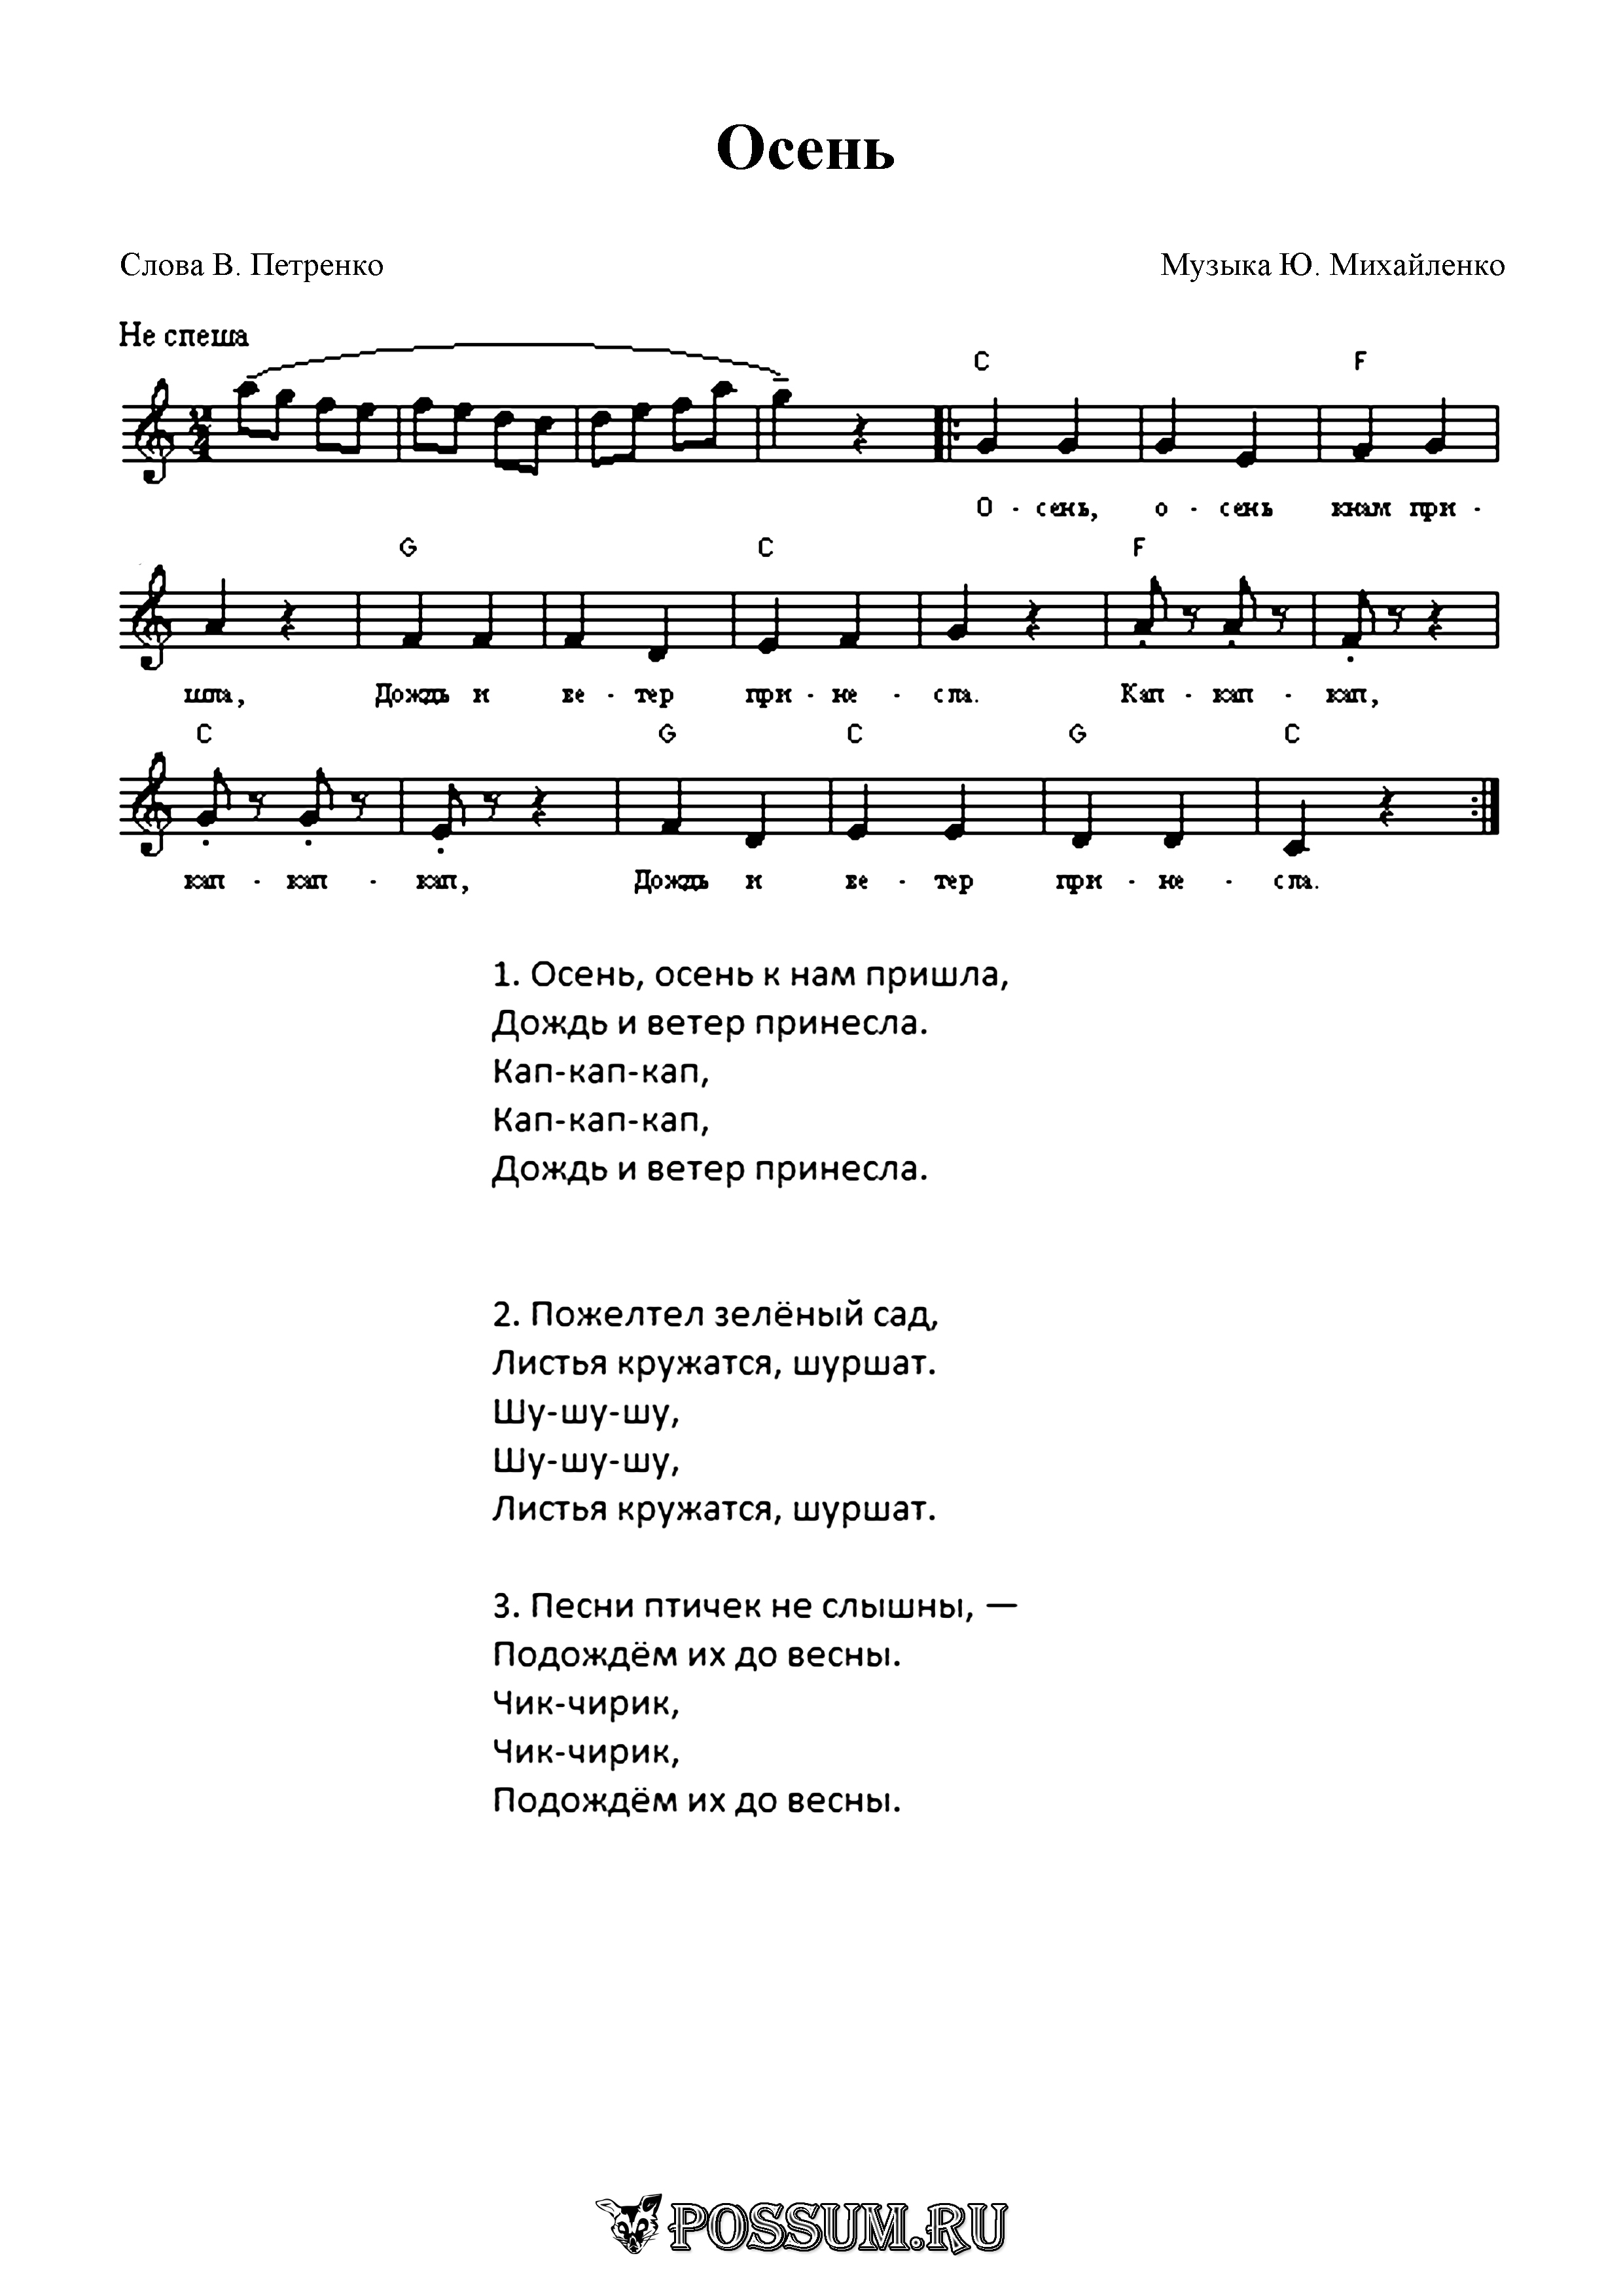 Осень
Слова В. Петренко Музыка Ю. Михайленко
Не спеша
C F
О - сень, о - сень кнам при -
G C F
шла, Дождь и ве - тер при - не - сла. Кап - кап - кап,
C G C G C
кап - кап - кап, Дождь и ве - тер при - не - сла.
1. Осень, осень к нам пришла,
Дождь и ветер принесла.
Кап-кап-кап,
Кап-кап-кап,
Дождь и ветер принесла.
2. Пожелтел зелёный сад,
Листья кружатся, шуршат.
Шу-шу-шу,
Шу-шу-шу,
Листья кружатся, шуршат.
3. Песни птичек не слышны, —
Подождём их до весны.
Чик-чирик,
Чик-чирик,
Подождём их до весны.
POSSUM.RU